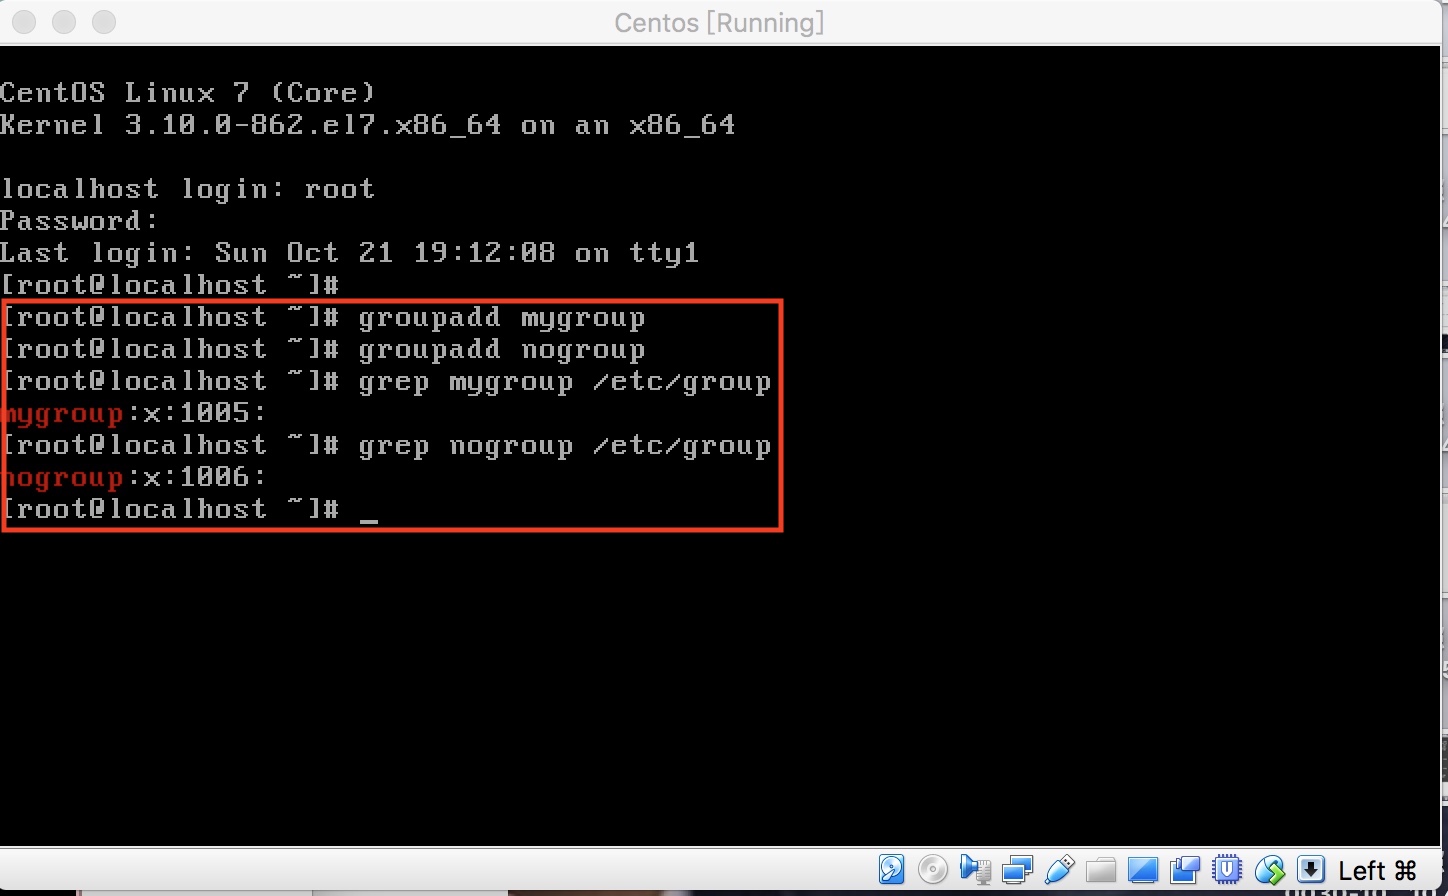 Centos [Running]
CentOS Linux 7 (Core)
Kernel 3.10.0-862.el7.x86_64 on an x86_64
localhost login: root
Password:
Last login: Sun Oct 21 19:12:08 on tty1
[root@localhost ~]#
[root@localhost ~]# groupadd mygroup
[root@localhost ~]# groupadd nogroup
[root@localhost ~]# grep mygroup /etc/group
mygroup:x:1005:
[root@localhost ~]# grep nogroup /etc/group
nogroup:x:1006:
[root@localhost ~]# _
Left ⌘